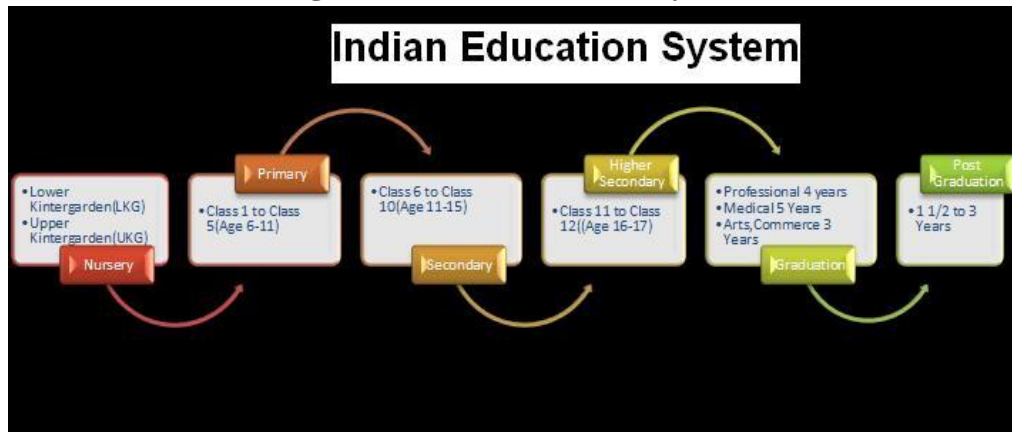 Indian Education System
•Lower
Kintergarden(LKG)
•Upper
Kintergarden(UKG)
Nursery
Primary
•Class 1 to Class
5(Age 6-11)
•Class 6 to Class
10(Age 11-15)
Secondary
Higher
Secondary
•Class 11 to Class
12((Age 16-17)
•Professional 4 years
•Medical 5 Years
•Arts,Commerce 3
Years
Graduation
Post
Graduation
•1 1/2 to 3
Years